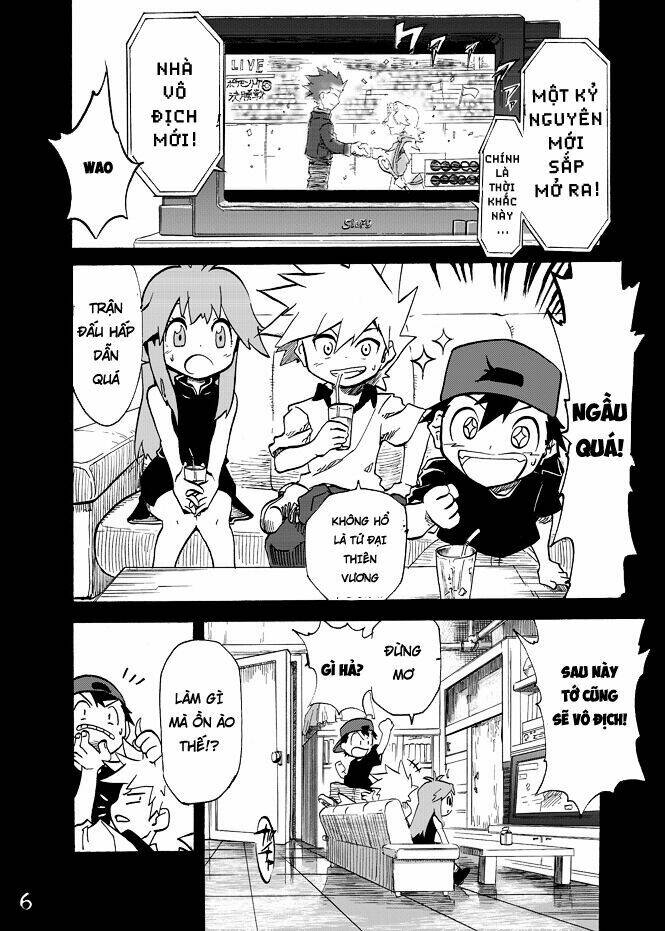 MỘT KỶ
NGUYÊN
MỚI
SẮP
MỞ RA!
CHÍNH
LÀ
THỜI
KHẮC
NÀY
...
LIVE
NHÀ
VÔ
ĐỊCH
MỚI!
WAO
TRẬN
ĐẤU HẤP
DẪN
QUÁ
NGẦU
QUÁ!
KHÔNG HỔ
LÀ TỨ ĐẠI
THIÊN
VƯƠNG
SAU NÀY
TỚ CŨNG
SẼ VÔ ĐỊCH!
ĐỪNG
MƠ
GÌ HẢ?
LÀM GÌ
MÀ ỒN ÀO
THẾ!?
6